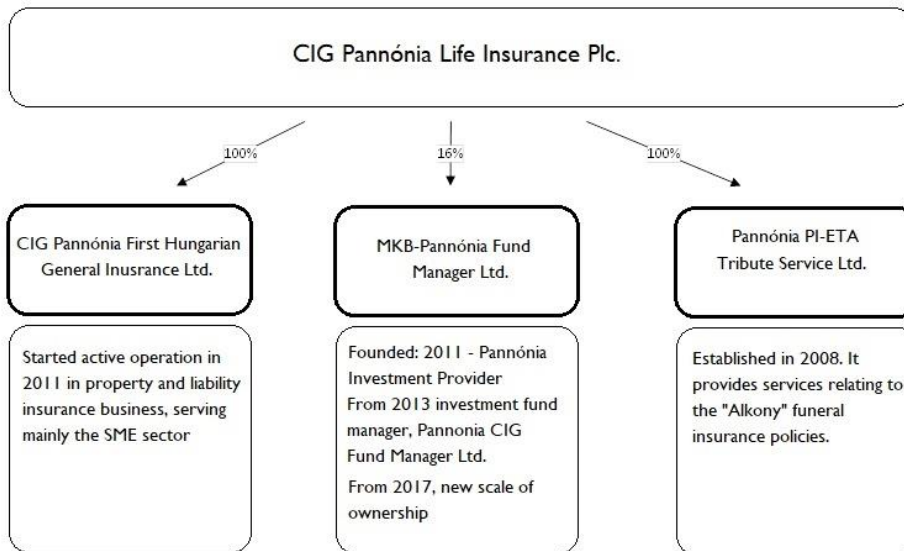 CIG Pannónia Life Insurance Plc.
100%
16%
100%
CIG Pannónia First Hungarian
General Inusrance Ltd.
MKB-Pannónia Fund
Manager Ltd.
Pannónia PI-ETA
Tribute Service Ltd.
Started active operation in
2011 in property and liability
insurance business, serving
mainly the SME sector
Founded: 2011 - Pannónia
Investment Provider
From 2013 investment fund
manager, Pannonia CIG
Fund Manager Ltd.
From 2017, new scale of
ownership
Established in 2008. It
provides services relating to
the "Alkony" funeral
insurance policies.